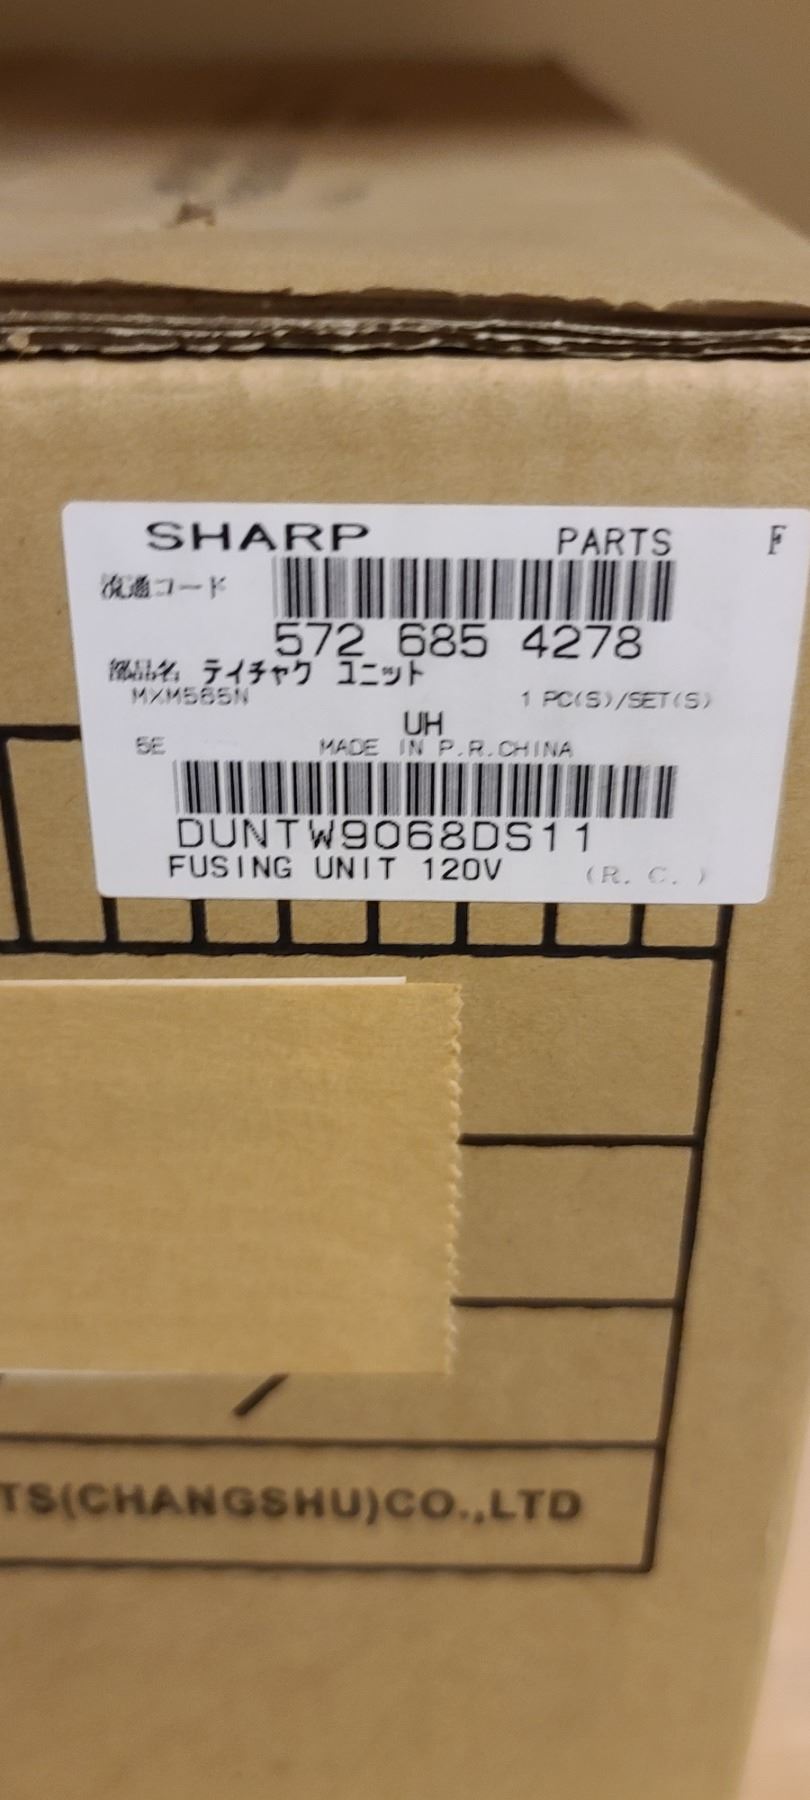 SHARP PARTS F
流通コード
572 685 4278
部品名 テイチャク ユニット
MXM565N 1 PC(S)/SET(S)
UH
5E MADE IN P.R.CHINA
DUNTW9068DS11
FUSING UNIT 120V (R. C. )
TS(CHANGSHU)CO.,LTD